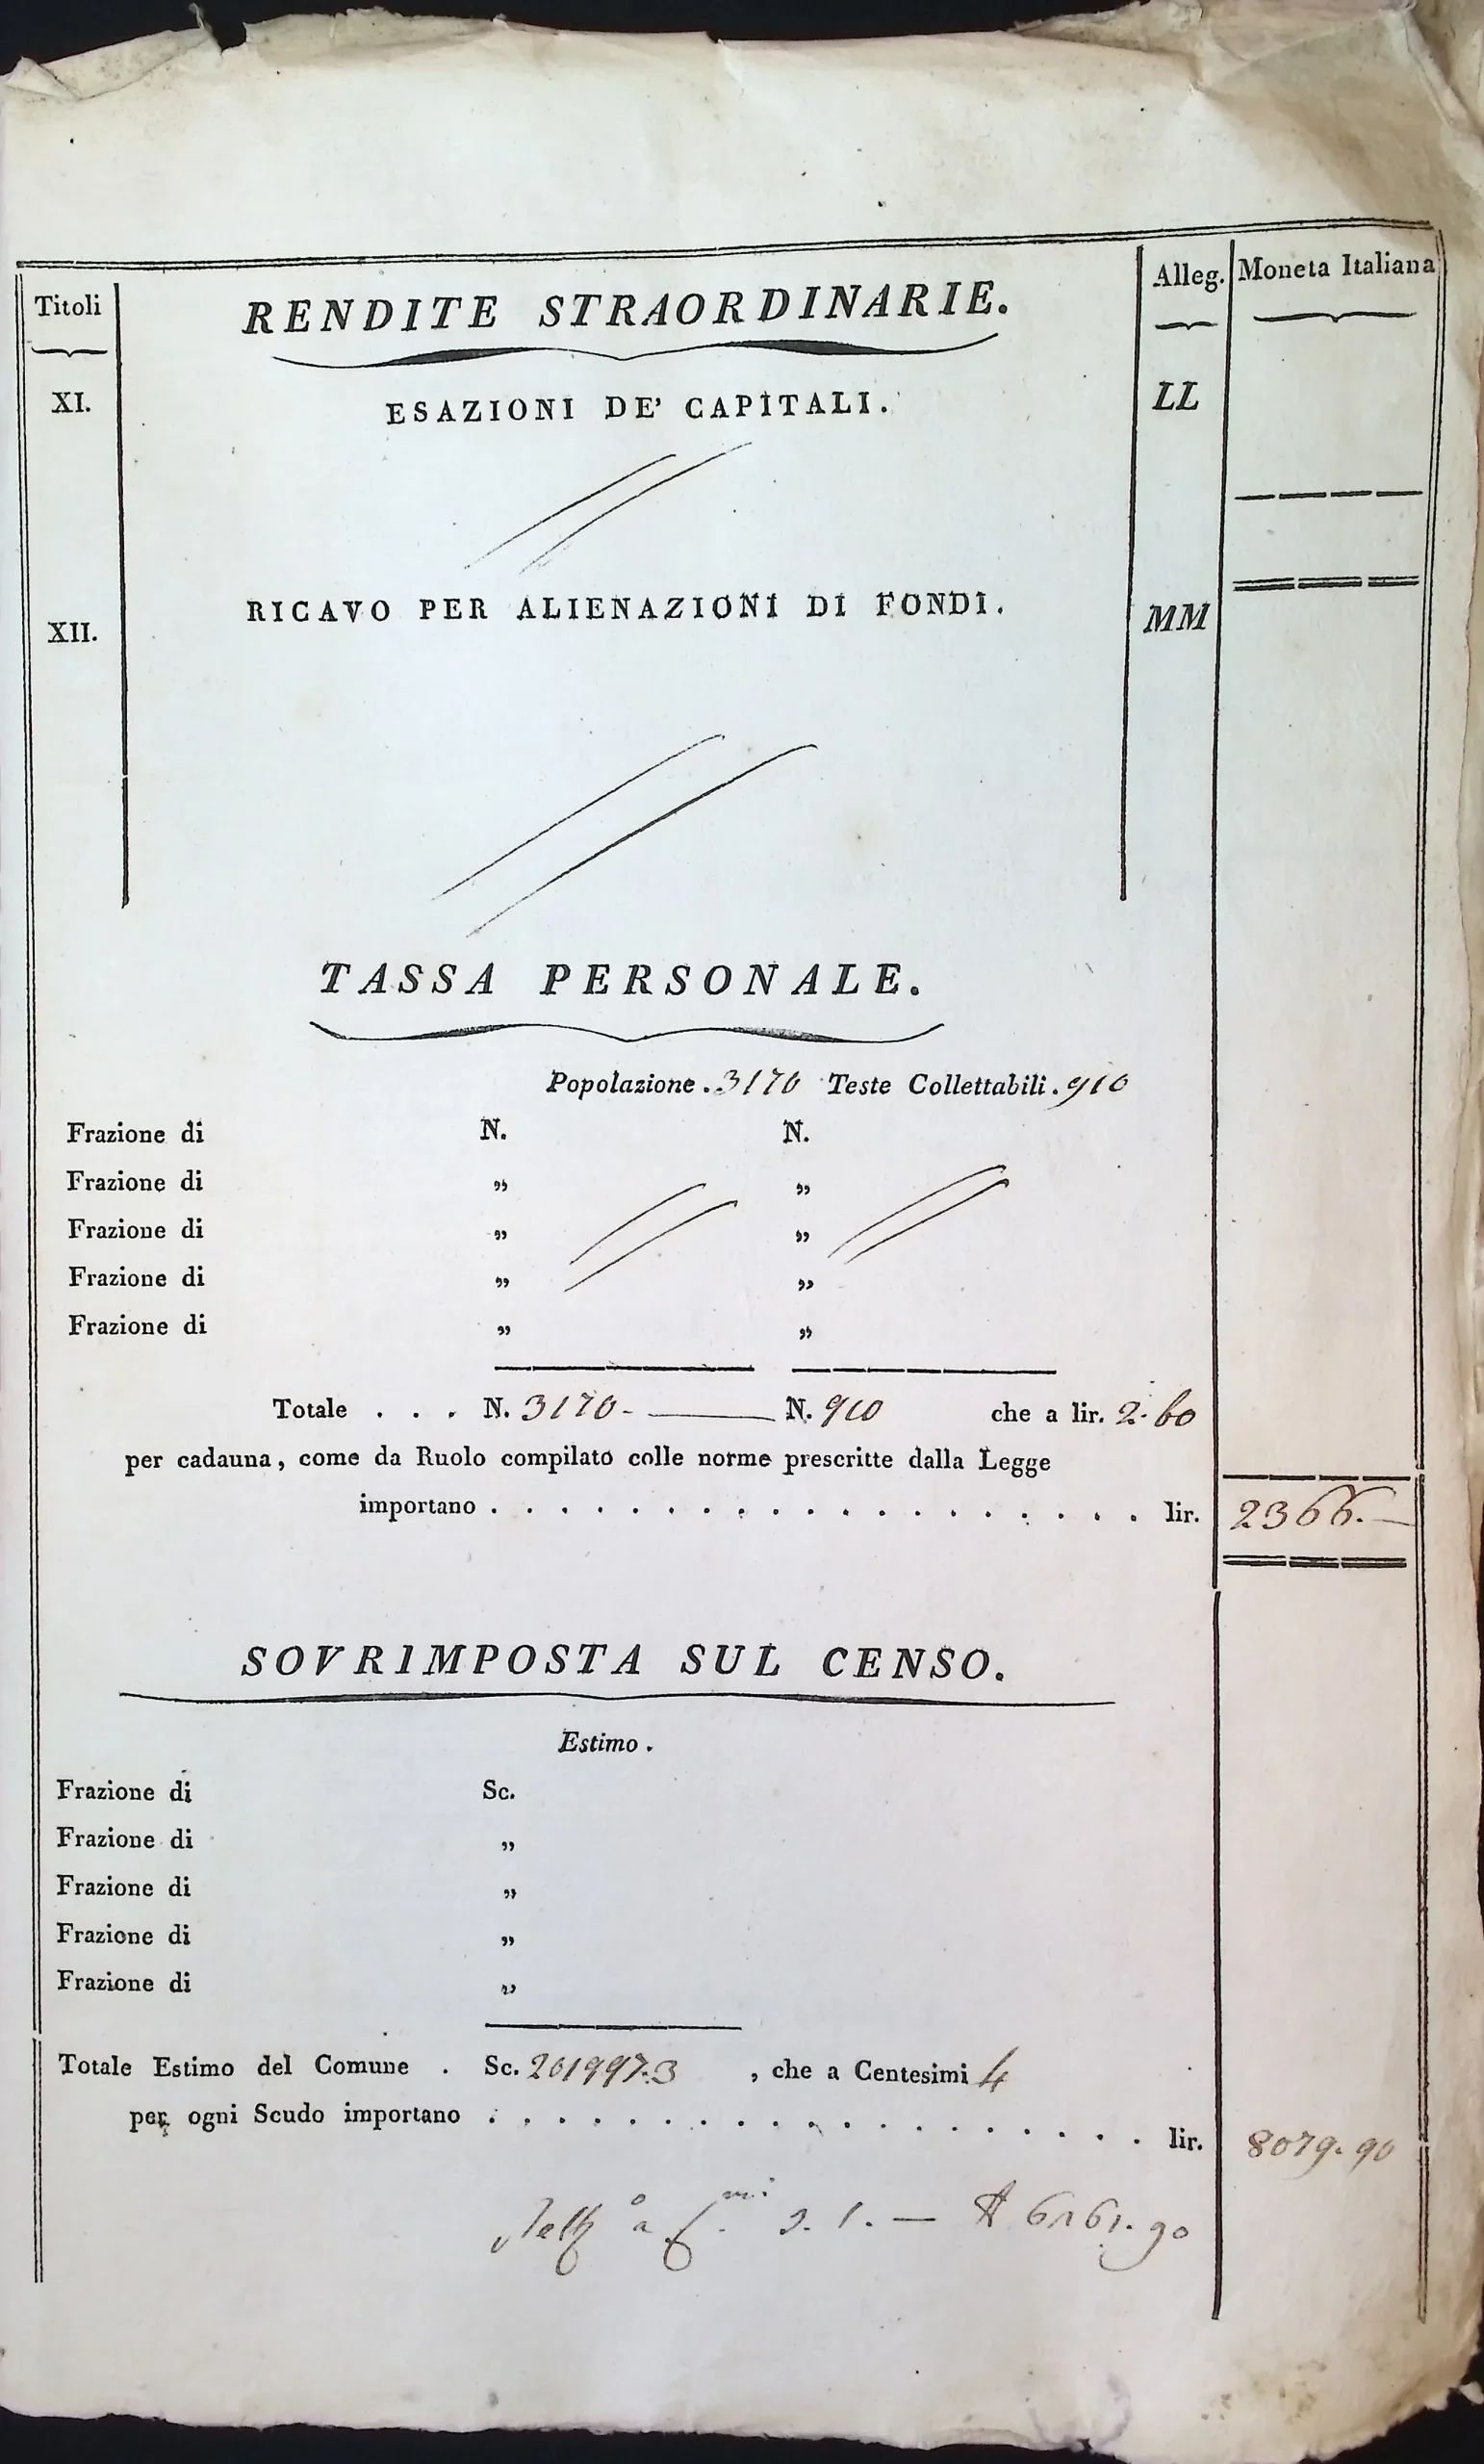 Titoli
RENDITE STRAORDINARIE.
Alleg.
Moneta Italiana
XI.
ESAZIONI DE' CAPITALI.
LL
XII.
RICAVO PER ALIENAZIONI DI FONDI.
MM
TASSA PERSONALE.
Popolazione . 3170 Teste Collettabili . 910
Frazione di N. N.
Frazione di „ „
Frazione di „ „
Frazione di „ „
Frazione di „ „
Totale . . . N. 3170 - N. 910 che a lir. 2.60
per cadauna, come da Ruolo compilato colle norme prescritte dalla Legge
importano . . . . . . . . . . . . . . . . . . . lir. 2366. —
SOVRIMPOSTA SUL CENSO.
Estimo .
Frazione di Sc.
Frazione di „
Frazione di „
Frazione di „
Frazione di „
Totale Estimo del Comune . Sc. 201997.3 , che a Centesimi 4
per ogni Scudo importano . . . . . . . . . . . . . . . . . . . lir. 8079.90